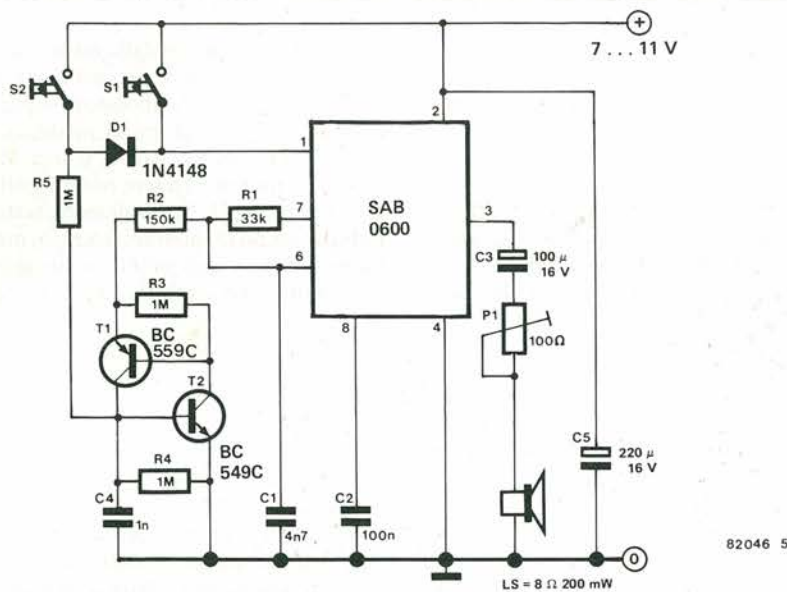 +
7 ... 11 V
S2
S1
D1
1N4148
2
1
R5
1M
R2
150k
R1
33k
7
SAB
0600
3
6
C3
100 µ
16 V
R3
1M
8
4
P1
100Ω
T1
BC
559C
T2
BC
549C
C5
220 µ
16 V
R4
1M
C4
1n
C1
4n7
C2
100n
0
82046 5
LS = 8 Ω 200 mW